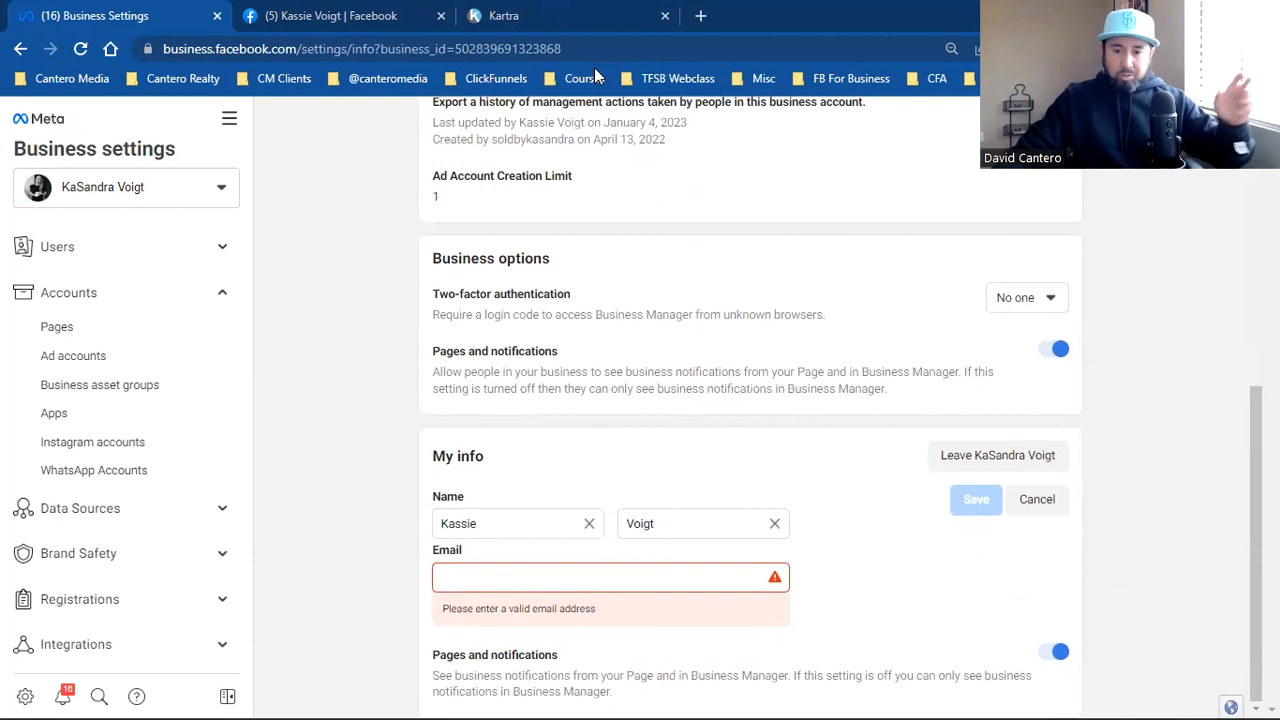 (16) Business Settings
(5) Kassie Voigt | Facebook
Kartra
business.facebook.com/settings/info?business_id=502839691323868
Cantero Media
Cantero Realty
CM Clients
@canteromedia
ClickFunnels
TFSB Webclass
Misc
FB For Business
CFA
David Cantero
Meta
Business settings
KaSandra Voigt
Users
Accounts
Pages
Ad accounts
Business asset groups
Apps
Instagram accounts
WhatsApp Accounts
Data Sources
Brand Safety
Registrations
Integrations
16
Export a history of management actions taken by people in this business account.
Last updated by Kassie Voigt on January 4, 2023
Created by soldbykasandra on April 13, 2022
Ad Account Creation Limit
1
Business options
Two-factor authentication
No one
Require a login code to access Business Manager from unknown browsers.
Pages and notifications
Allow people in your business to see business notifications from your Page and in Business Manager. If this
setting is turned off then they can only see business notifications in Business Manager.
My info
Leave KaSandra Voigt
Name
Save
Cancel
Kassie
Voigt
Email
Please enter a valid email address
Pages and notifications
See business notifications from your Page and in Business Manager. If this setting is off you can only see business
notifications in Business Manager.